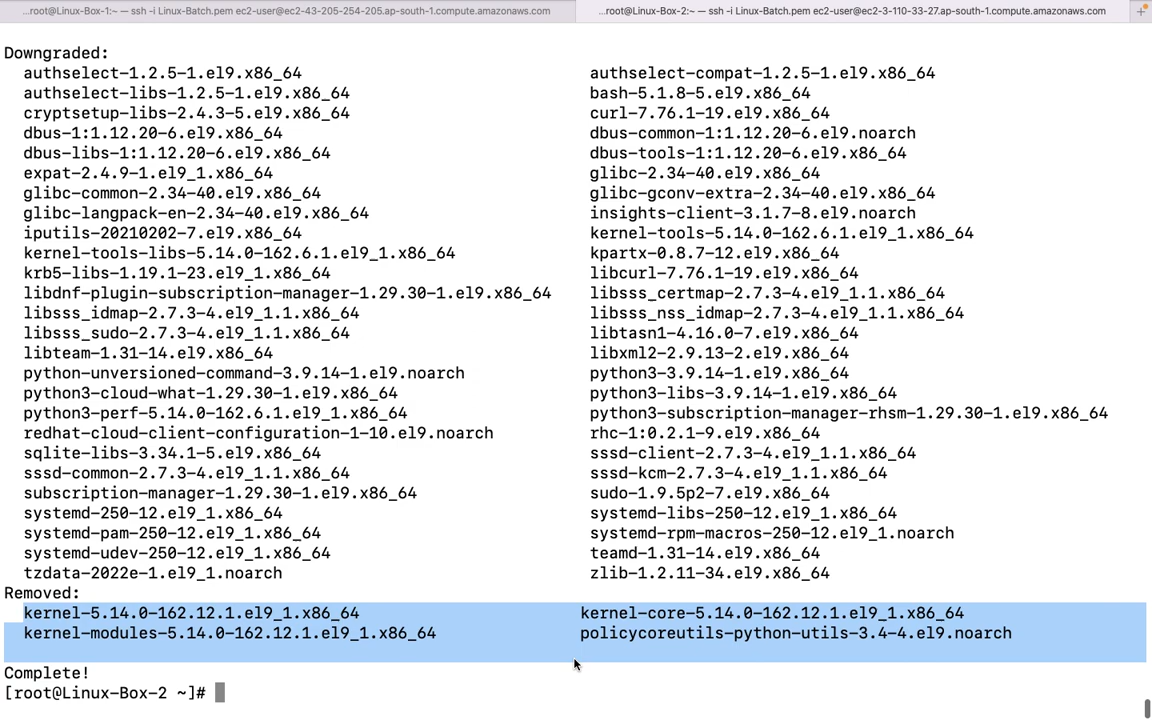 ...root@Linux-Box-1:~ — ssh -i Linux-Batch.pem ec2-user@ec2-43-205-254-205.ap-south-1.compute.amazonaws.com ...root@Linux-Box-2:~ — ssh -i Linux-Batch.pem ec2-user@ec2-3-110-33-27.ap-south-1.compute.amazonaws.com +
Downgraded:
authselect-1.2.5-1.el9.x86_64 authselect-compat-1.2.5-1.el9.x86_64
authselect-libs-1.2.5-1.el9.x86_64 bash-5.1.8-5.el9.x86_64
cryptsetup-libs-2.4.3-5.el9.x86_64 curl-7.76.1-19.el9.x86_64
dbus-1:1.12.20-6.el9.x86_64 dbus-common-1:1.12.20-6.el9.noarch
dbus-libs-1:1.12.20-6.el9.x86_64 dbus-tools-1:1.12.20-6.el9.x86_64
expat-2.4.9-1.el9_1.x86_64 glibc-2.34-40.el9.x86_64
glibc-common-2.34-40.el9.x86_64 glibc-gconv-extra-2.34-40.el9.x86_64
glibc-langpack-en-2.34-40.el9.x86_64 insights-client-3.1.7-8.el9.noarch
iputils-20210202-7.el9.x86_64 kernel-tools-5.14.0-162.6.1.el9_1.x86_64
kernel-tools-libs-5.14.0-162.6.1.el9_1.x86_64 kpartx-0.8.7-12.el9.x86_64
krb5-libs-1.19.1-23.el9_1.x86_64 libcurl-7.76.1-19.el9.x86_64
libdnf-plugin-subscription-manager-1.29.30-1.el9.x86_64 libsss_certmap-2.7.3-4.el9_1.1.x86_64
libsss_idmap-2.7.3-4.el9_1.1.x86_64 libsss_nss_idmap-2.7.3-4.el9_1.1.x86_64
libsss_sudo-2.7.3-4.el9_1.1.x86_64 libtasn1-4.16.0-7.el9.x86_64
libteam-1.31-14.el9.x86_64 libxml2-2.9.13-2.el9.x86_64
python-unversioned-command-3.9.14-1.el9.noarch python3-3.9.14-1.el9.x86_64
python3-cloud-what-1.29.30-1.el9.x86_64 python3-libs-3.9.14-1.el9.x86_64
python3-perf-5.14.0-162.6.1.el9_1.x86_64 python3-subscription-manager-rhsm-1.29.30-1.el9.x86_64
redhat-cloud-client-configuration-1-10.el9.noarch rhc-1:0.2.1-9.el9.x86_64
sqlite-libs-3.34.1-5.el9.x86_64 sssd-client-2.7.3-4.el9_1.1.x86_64
sssd-common-2.7.3-4.el9_1.1.x86_64 sssd-kcm-2.7.3-4.el9_1.1.x86_64
subscription-manager-1.29.30-1.el9.x86_64 sudo-1.9.5p2-7.el9.x86_64
systemd-250-12.el9_1.x86_64 systemd-libs-250-12.el9_1.x86_64
systemd-pam-250-12.el9_1.x86_64 systemd-rpm-macros-250-12.el9_1.noarch
systemd-udev-250-12.el9_1.x86_64 teamd-1.31-14.el9.x86_64
tzdata-2022e-1.el9_1.noarch zlib-1.2.11-34.el9.x86_64
Removed:
kernel-5.14.0-162.12.1.el9_1.x86_64 kernel-core-5.14.0-162.12.1.el9_1.x86_64
kernel-modules-5.14.0-162.12.1.el9_1.x86_64 policycoreutils-python-utils-3.4-4.el9.noarch
Complete!
[root@Linux-Box-2 ~]#